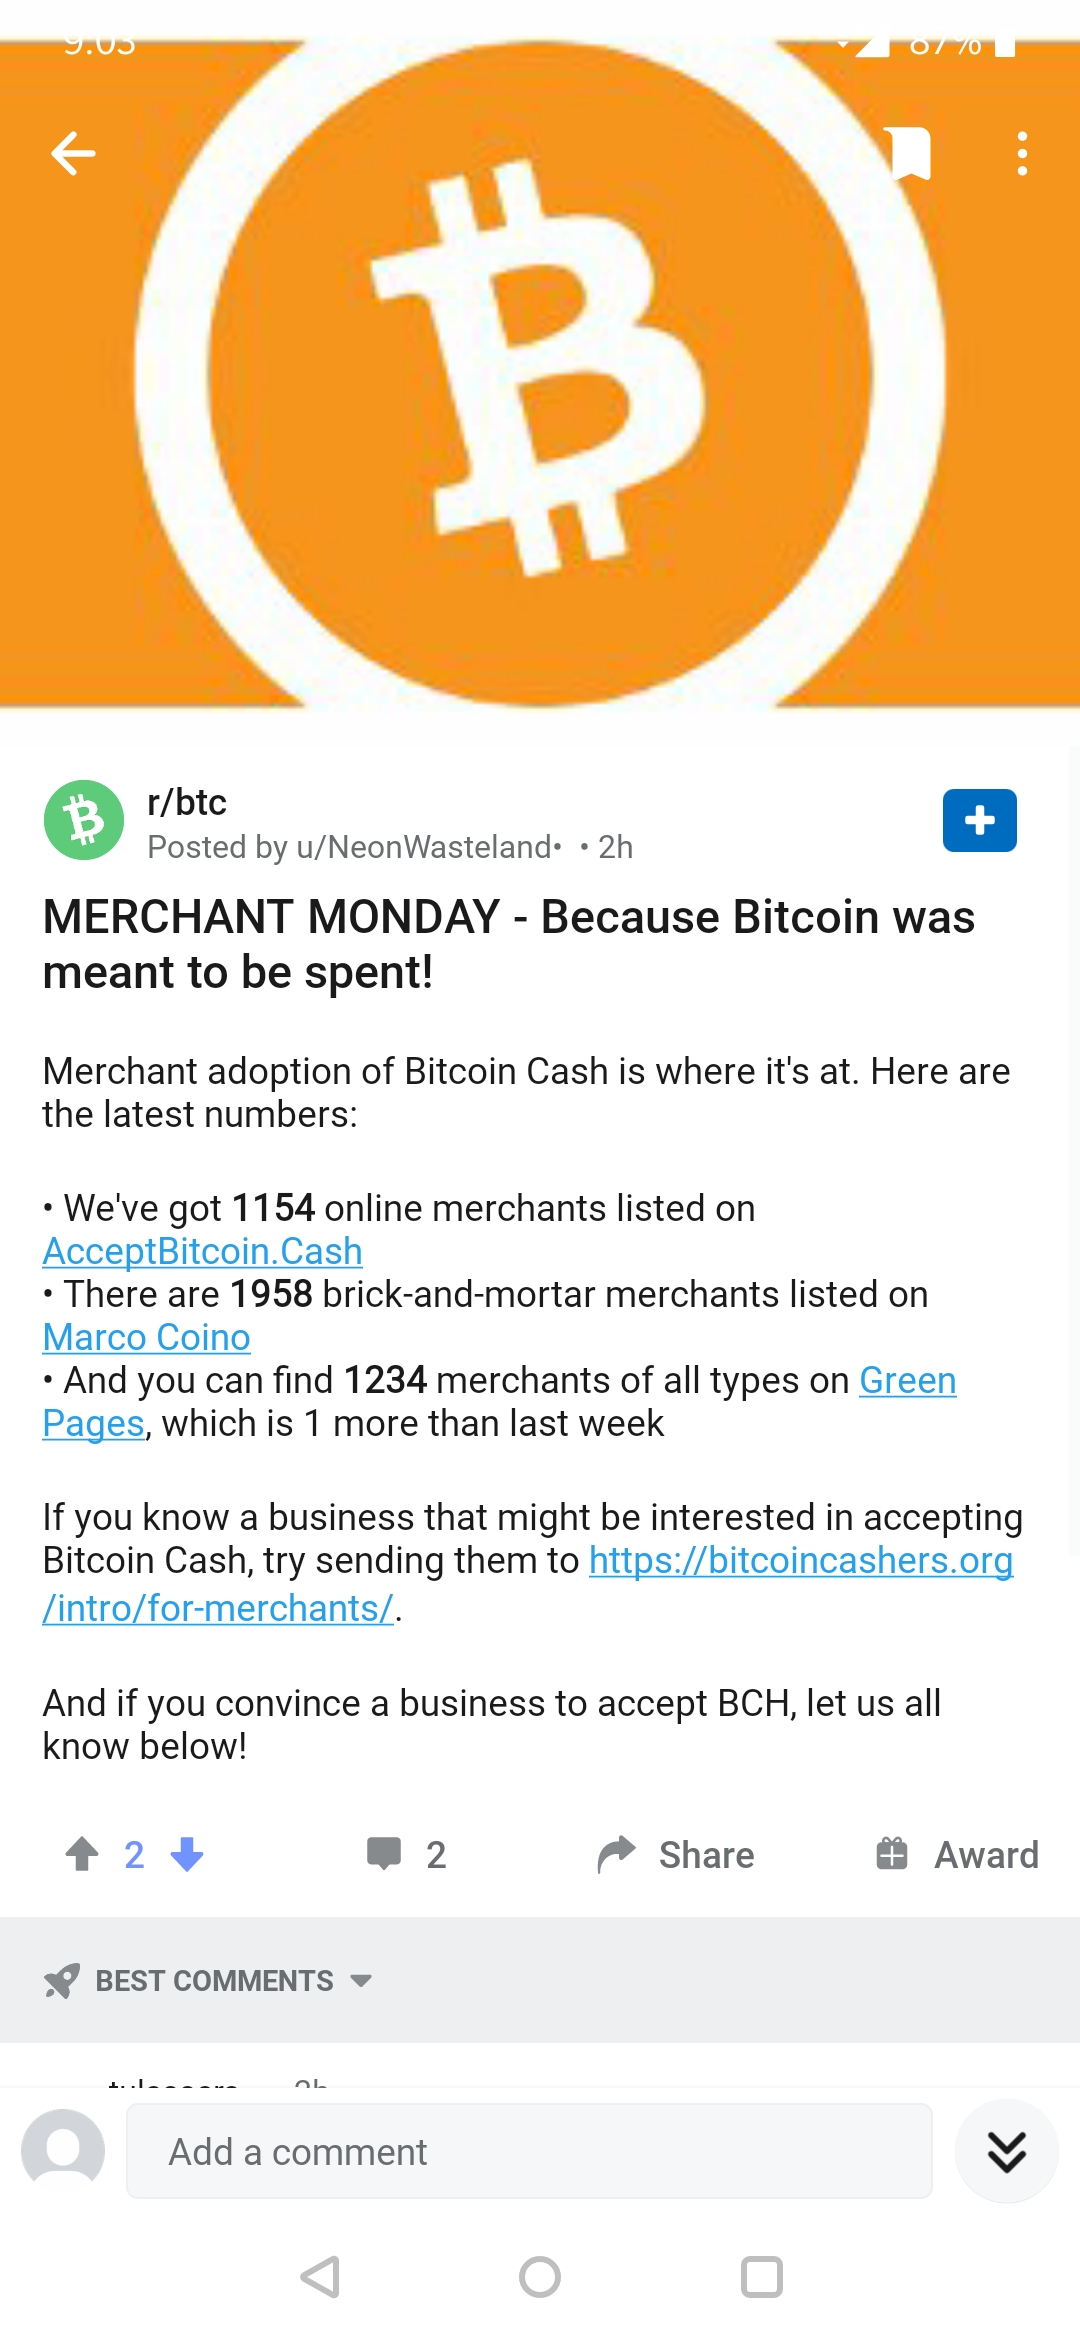 9:03
87%
r/btc
Posted by u/NeonWasteland• • 2h
MERCHANT MONDAY - Because Bitcoin was
meant to be spent!
Merchant adoption of Bitcoin Cash is where it's at. Here are
the latest numbers:
• We've got 1154 online merchants listed on
AcceptBitcoin.Cash
• There are 1958 brick-and-mortar merchants listed on
Marco Coino
• And you can find 1234 merchants of all types on Green
Pages, which is 1 more than last week
If you know a business that might be interested in accepting
Bitcoin Cash, try sending them to https://bitcoincashers.org
/intro/for-merchants/.
And if you convince a business to accept BCH, let us all
know below!
2
2
Share
Award
BEST COMMENTS
Add a comment